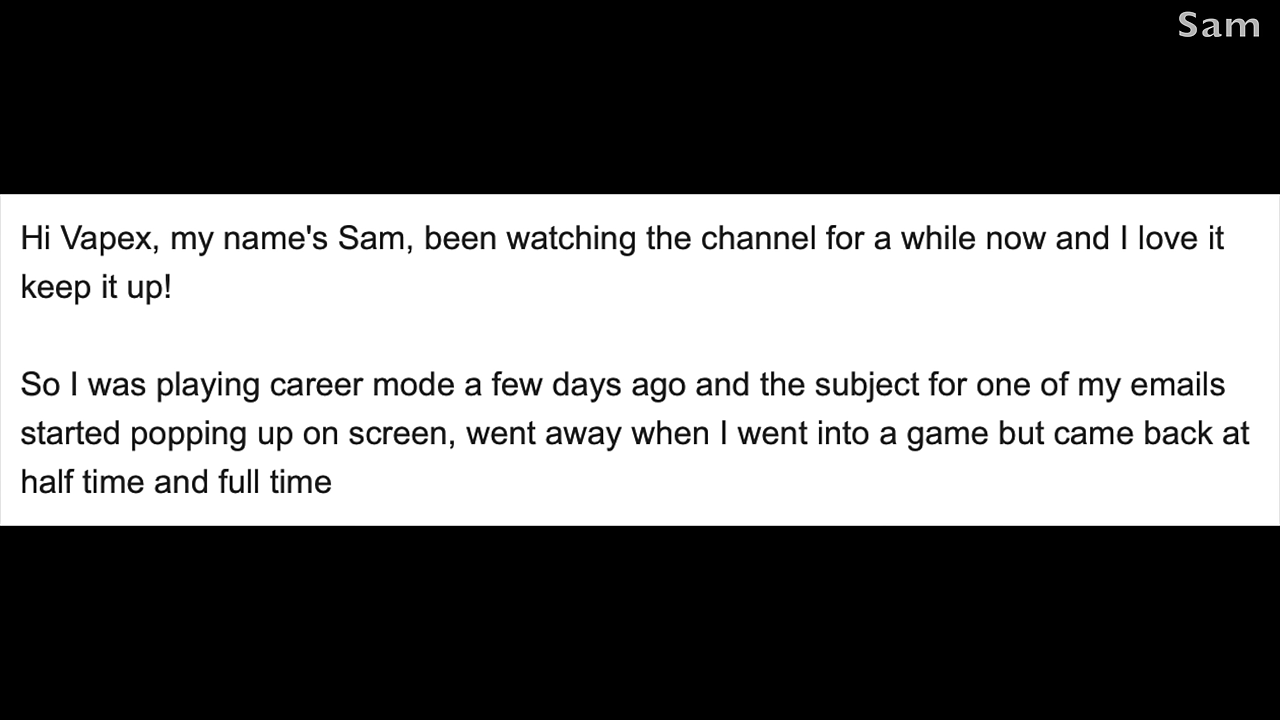 Sam
Hi Vapex, my name's Sam, been watching the channel for a while now and I love it
keep it up!
So I was playing career mode a few days ago and the subject for one of my emails
started popping up on screen, went away when I went into a game but came back at
half time and full time